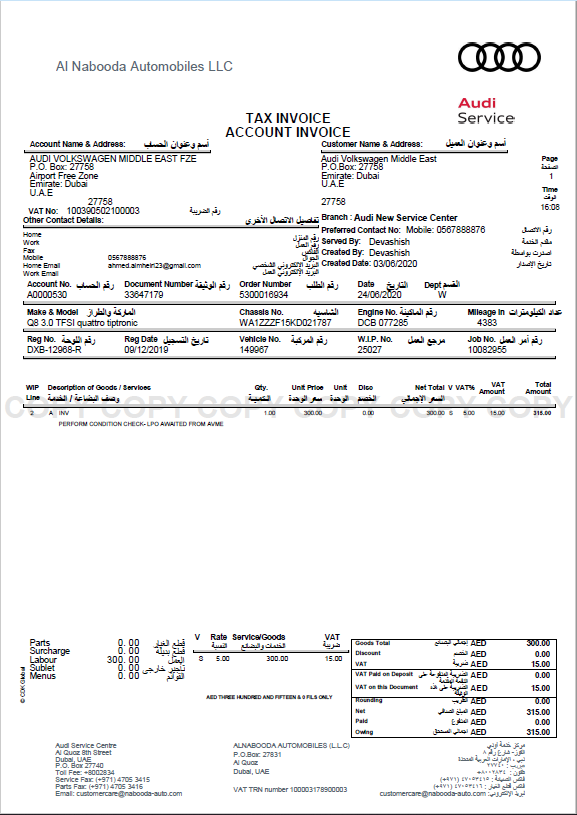 Al Nabooda Automobiles LLC
Audi
Service
TAX INVOICE
ACCOUNT INVOICE
Account Name & Address: أسم وعنوان الحساب
AUDI VOLKSWAGEN MIDDLE EAST FZE
P.O. Box: 27758
Airport Free Zone
Emirate: Dubai
U.A.E
27758
VAT No: 100390502100003 رقم الضريبة
Customer Name & Address: أسم وعنوان العميل
Audi Volkswagen Middle East
P.O.Box: 27758
Emirate: Dubai
U.A.E
27758
Page
الصفحة
1
Time
الوقت
16:08
Other Contact Details: تفاصيل الاتصال الأخرى
Home رقم المنزل
Work رقم العمل
Fax الفاكس
Mobile 0567888876 الجوال
Home Email ahmed.almheiri23@gmail.com البريد الإلكتروني الشخصي
Work Email البريد الإلكتروني العمل
Branch : Audi New Service Center
Preferred Contact No: Mobile: 0567888876 رقم الاتصال
Served By: Devashish مقدم الخدمة
Created By: Devashish اصدرت بواسطة
Created Date: 03/06/2020 تاريخ الإصدار
Account No. رقم الحساب Document Number رقم الوثيقة Order Number رقم الطلب Date التاريخ Dept القسم
A0000530 33647179 5300016934 24/06/2020 W
Make & Model الماركة والطراز Chassis No. الشاسيه Engine No. رقم الماكينة Mileage In عداد الكيلومترات
Q8 3.0 TFSI quattro tiptronic WA1ZZZF15KD021787 DCB 077285 4383
Reg No. رقم اللوحة Reg Date تاريخ التسجيل Vehicle No. رقم المركبة W.I.P No. مرجع العمل Job No. رقم أمر العمل
DXB-12968-R 09/12/2019 149967 25027 10082955
WIP Description of Goods / Services Qty. Unit Price Unit Disc Net Total V VAT% VAT Amount Total Amount
Line وصف البضاعة / الخدمة الكمية سعر الوحدة الوحدة الخصم السعر الإجمالي
COPY COPY COPY COPY COPY COPY
2 A INV 1.00 300.00 0.00 300.00 S 5.00 15.00 315.00
PERFORM CONDITION CHECK- LPO AWAITED FROM AVME
Parts 0. 00 قطع الغيار
Surcharge 0. 00 قطع بديلة
Labour 300. 00 العمل
Sublet 0. 00 تأجير خارجى
Menus 0. 00 القوائم
V Rate Service/Goods VAT
النسبة الخدمات والبضائع ضريبة
S 5.00 300.00 15.00
AED THREE HUNDRED AND FIFTEEN & 0 FILS ONLY
Goods Total إجمالي البضائع AED 300.00
Discount الخصم AED 0.00
VAT ضريبة AED 15.00
VAT Paid on Deposit AED 0.00
VAT on this Document AED 15.00
Rounding التقريب AED 0.00
Net المبلغ الصافي AED 315.00
Paid المدفوع AED 0.00
Owing إجمالي المستحق AED 315.00
© CDK Global
Audi Service Centre
Al Quoz 8th Street
Dubai, UAE
P.O. Box 27740
Toll Fee: +8002834
Service Fax: (+971) 4705 3415
Parts Fax: (+971) 4705 3416
Email: customercare@nabooda-auto.com
ALNABOODA AUTOMOBILES (L.L.C)
P.O.BOX: 27831
Al Quoz
Dubai, UAE
VAT TRN number 100003178900003
مركز خدمة أودي
القوز- شارع رقم ٨
دبي ، الإمارات العربية المتحدة
ص.ب : ٢٧٧٤٠
تلفون : ٨٠٠٢٨٣٤+
فاكس الصيانة : ٤٧٠٥٣٤١٥ (٩٧١+)
فاكس قطع الغيار : ٤٧٠٥٣٤١٦ (٩٧١+)
البريد الإلكتروني: customercare@nabooda-auto.com